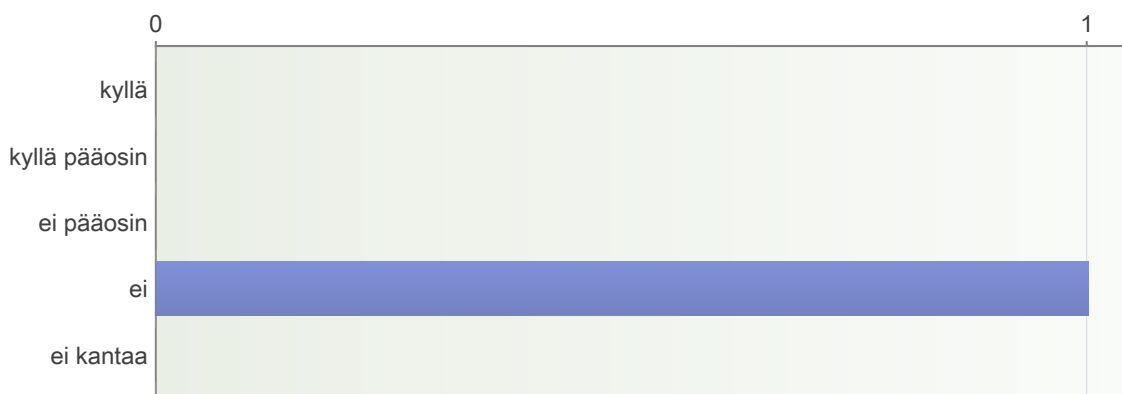 0 1
kyllä
kyllä pääosin
ei pääosin
ei
ei kantaa